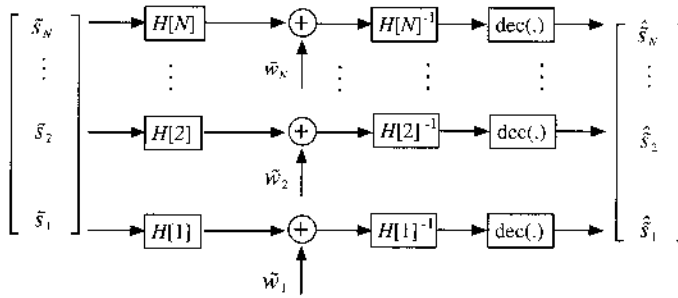 s̃_N H[N] + H[N]^-1 dec(.) ŝ̃_N
w̃_N
⋮ ⋮ ⋮ ⋮ ⋮ ⋮
s̃_2 H[2] + H[2]^-1 dec(.) ŝ̃_2
w̃_2
s̃_1 H[1] + H[1]^-1 dec(.) ŝ̃_1
w̃_1